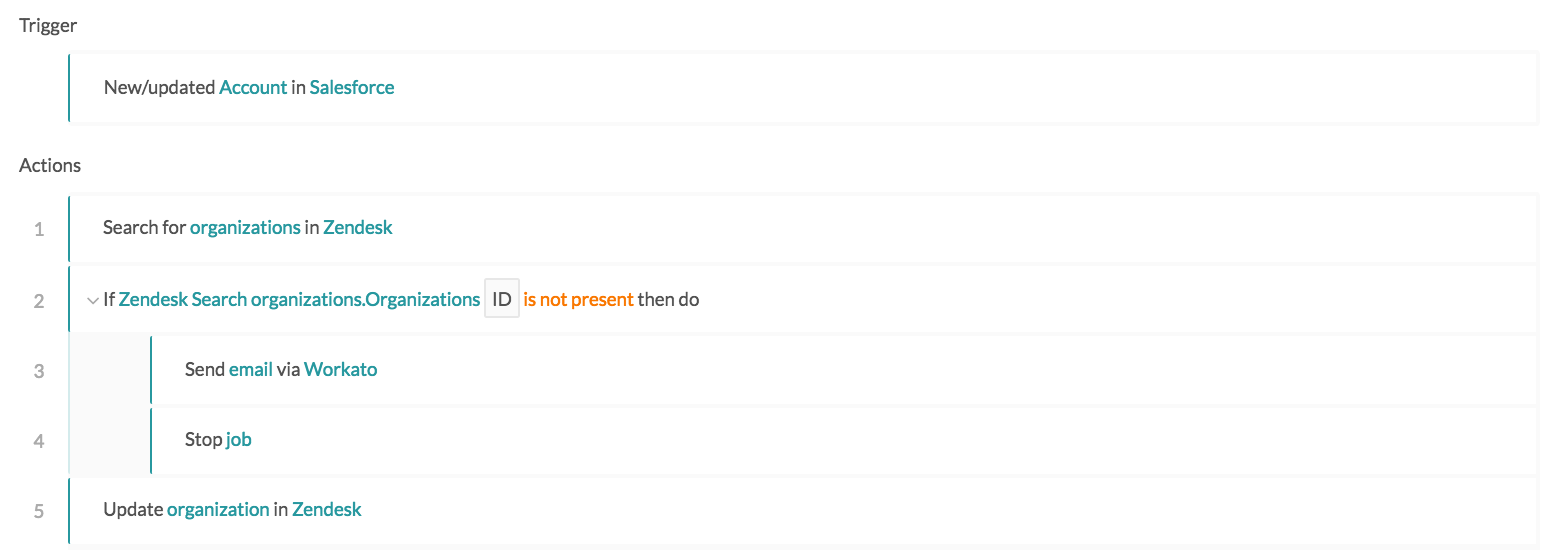 Trigger
New/updated Account in Salesforce
Actions
1 Search for organizations in Zendesk
2 If Zendesk Search organizations.Organizations ID is not present then do
3 Send email via Workato
4 Stop job
5 Update organization in Zendesk